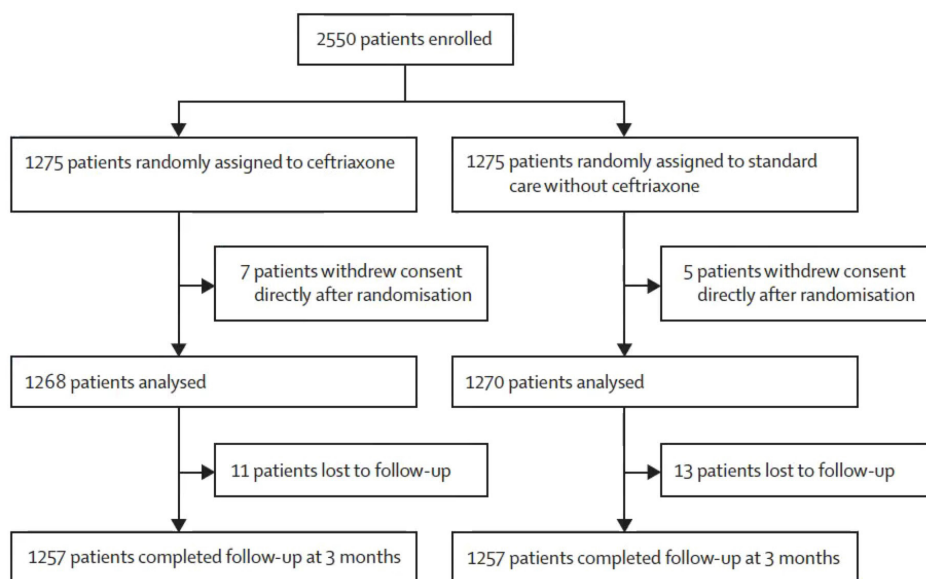 2550 patients enrolled
1275 patients randomly assigned to ceftriaxone
1275 patients randomly assigned to standard
care without ceftriaxone
7 patients withdrew consent
directly after randomisation
5 patients withdrew consent
directly after randomisation
1268 patients analysed
1270 patients analysed
11 patients lost to follow-up
13 patients lost to follow-up
1257 patients completed follow-up at 3 months
1257 patients completed follow-up at 3 months